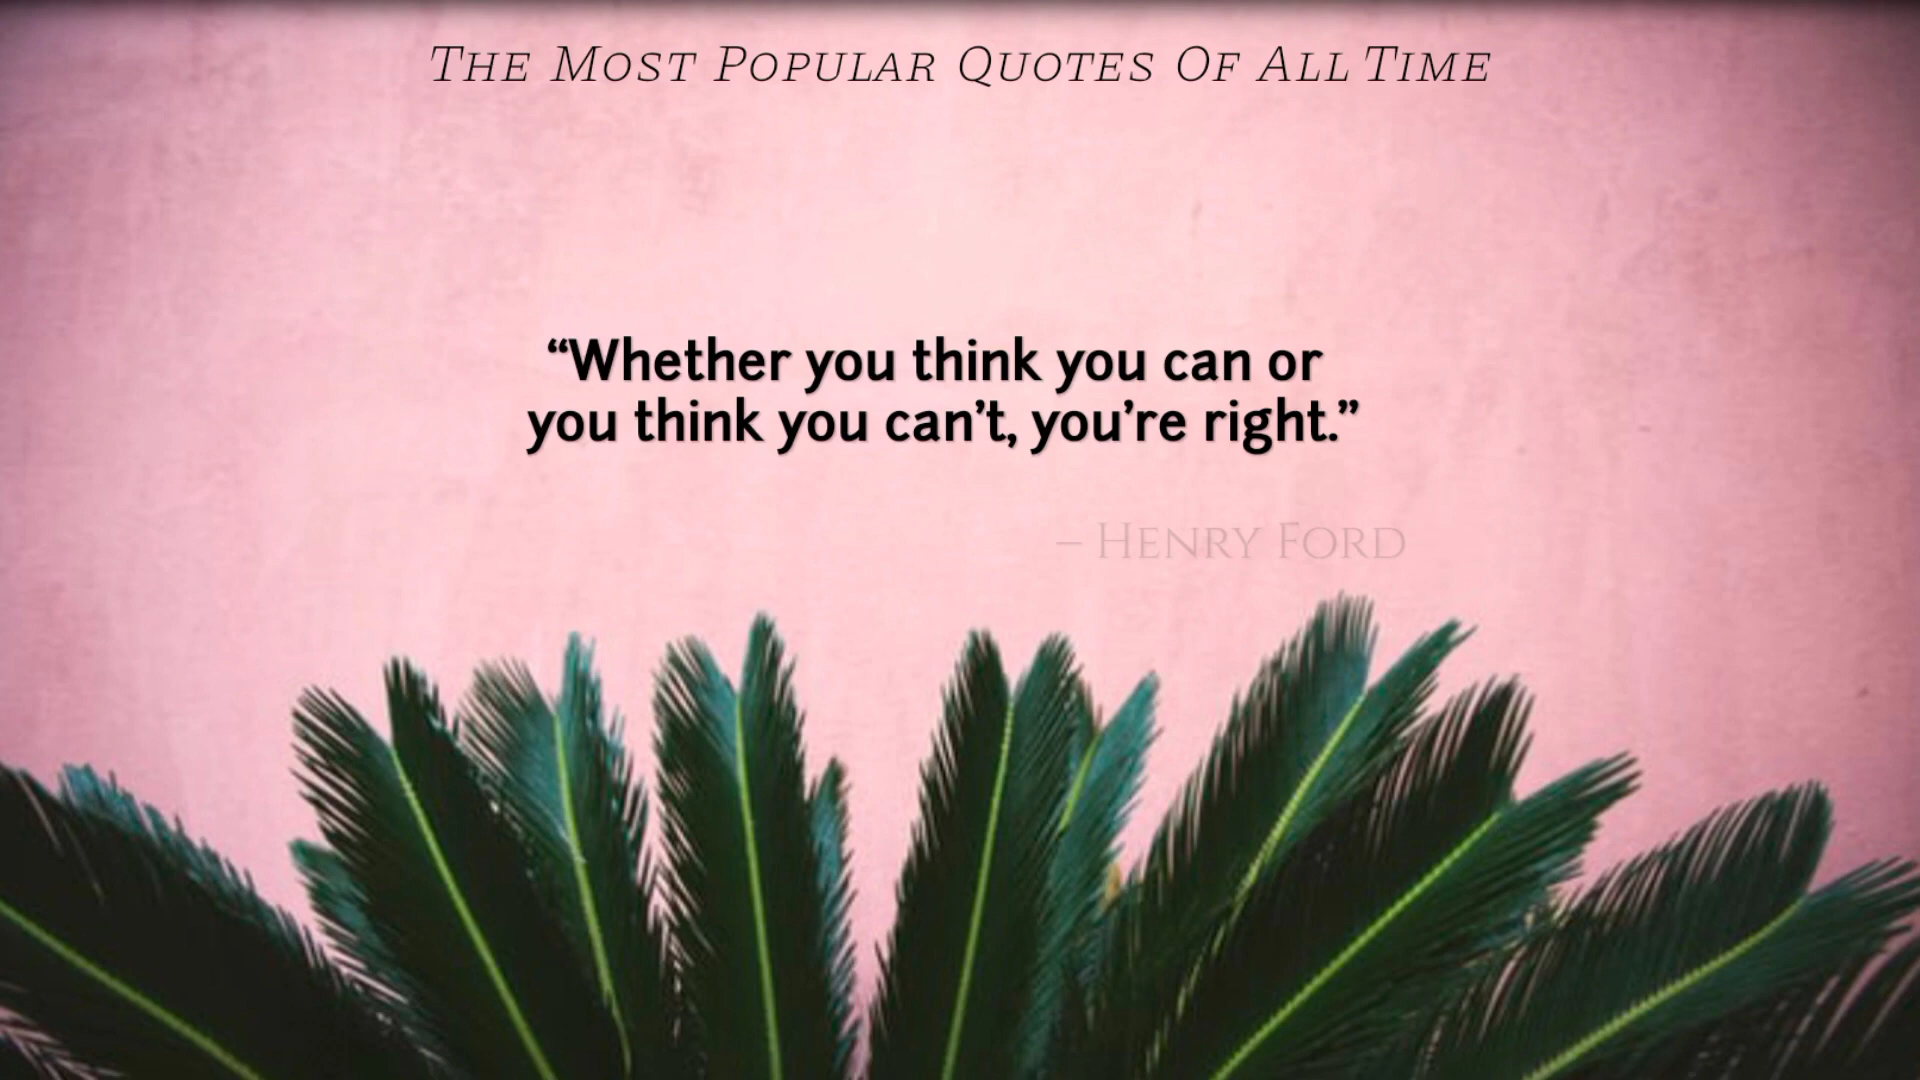 The Most Popular Quotes Of All Time
“Whether you think you can or
you think you can’t, you’re right.”
– Henry Ford